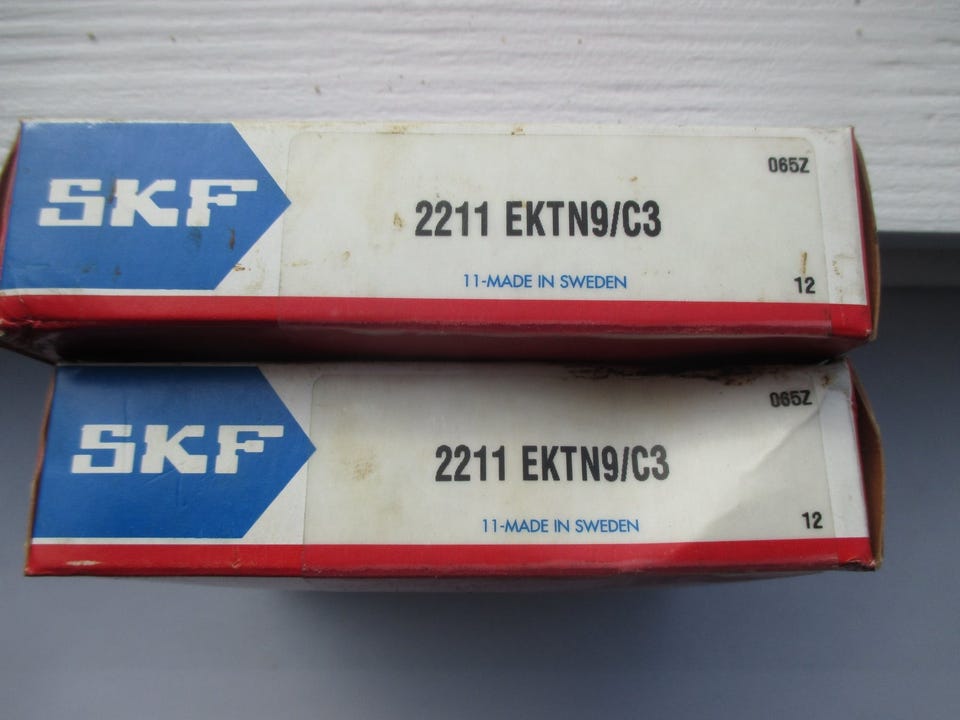 SKF
065Z
2211 EKTN9/C3
11-MADE IN SWEDEN
12
SKF
065Z
2211 EKTN9/C3
11-MADE IN SWEDEN
12